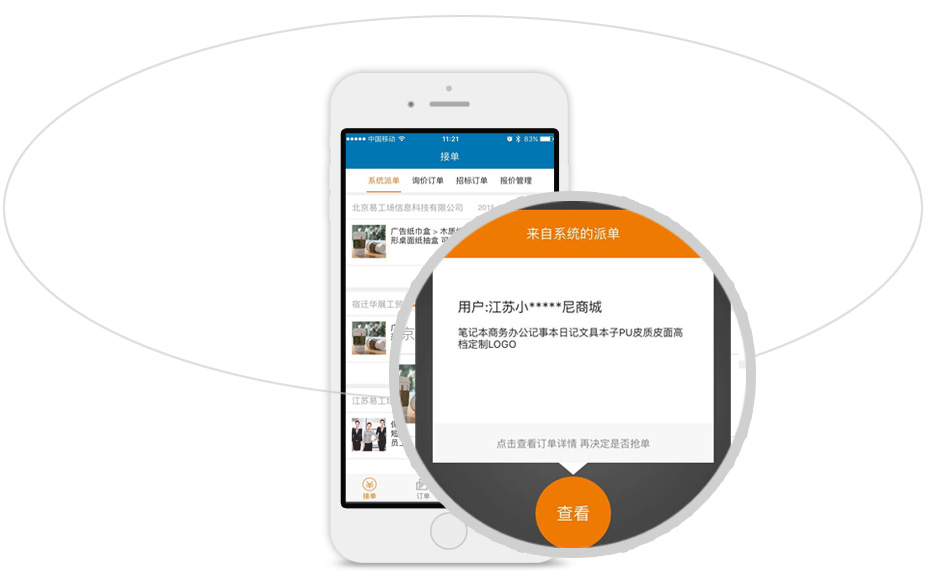 中国移动 11:21 83%
接单
系统派单 询价订单 招标订单 报价管理
北京易工场信息科技有限公司
广告纸巾盒 > 木质
形桌面纸抽盒 可
宿迁华展工贸
京
江苏易工场
员工
接单 订单
来自系统的派单
用户:江苏小*****尼商城
笔记本商务办公记事本日记文具本子PU皮质皮面高
档定制LOGO
点击查看订单详情 再决定是否抢单
查看